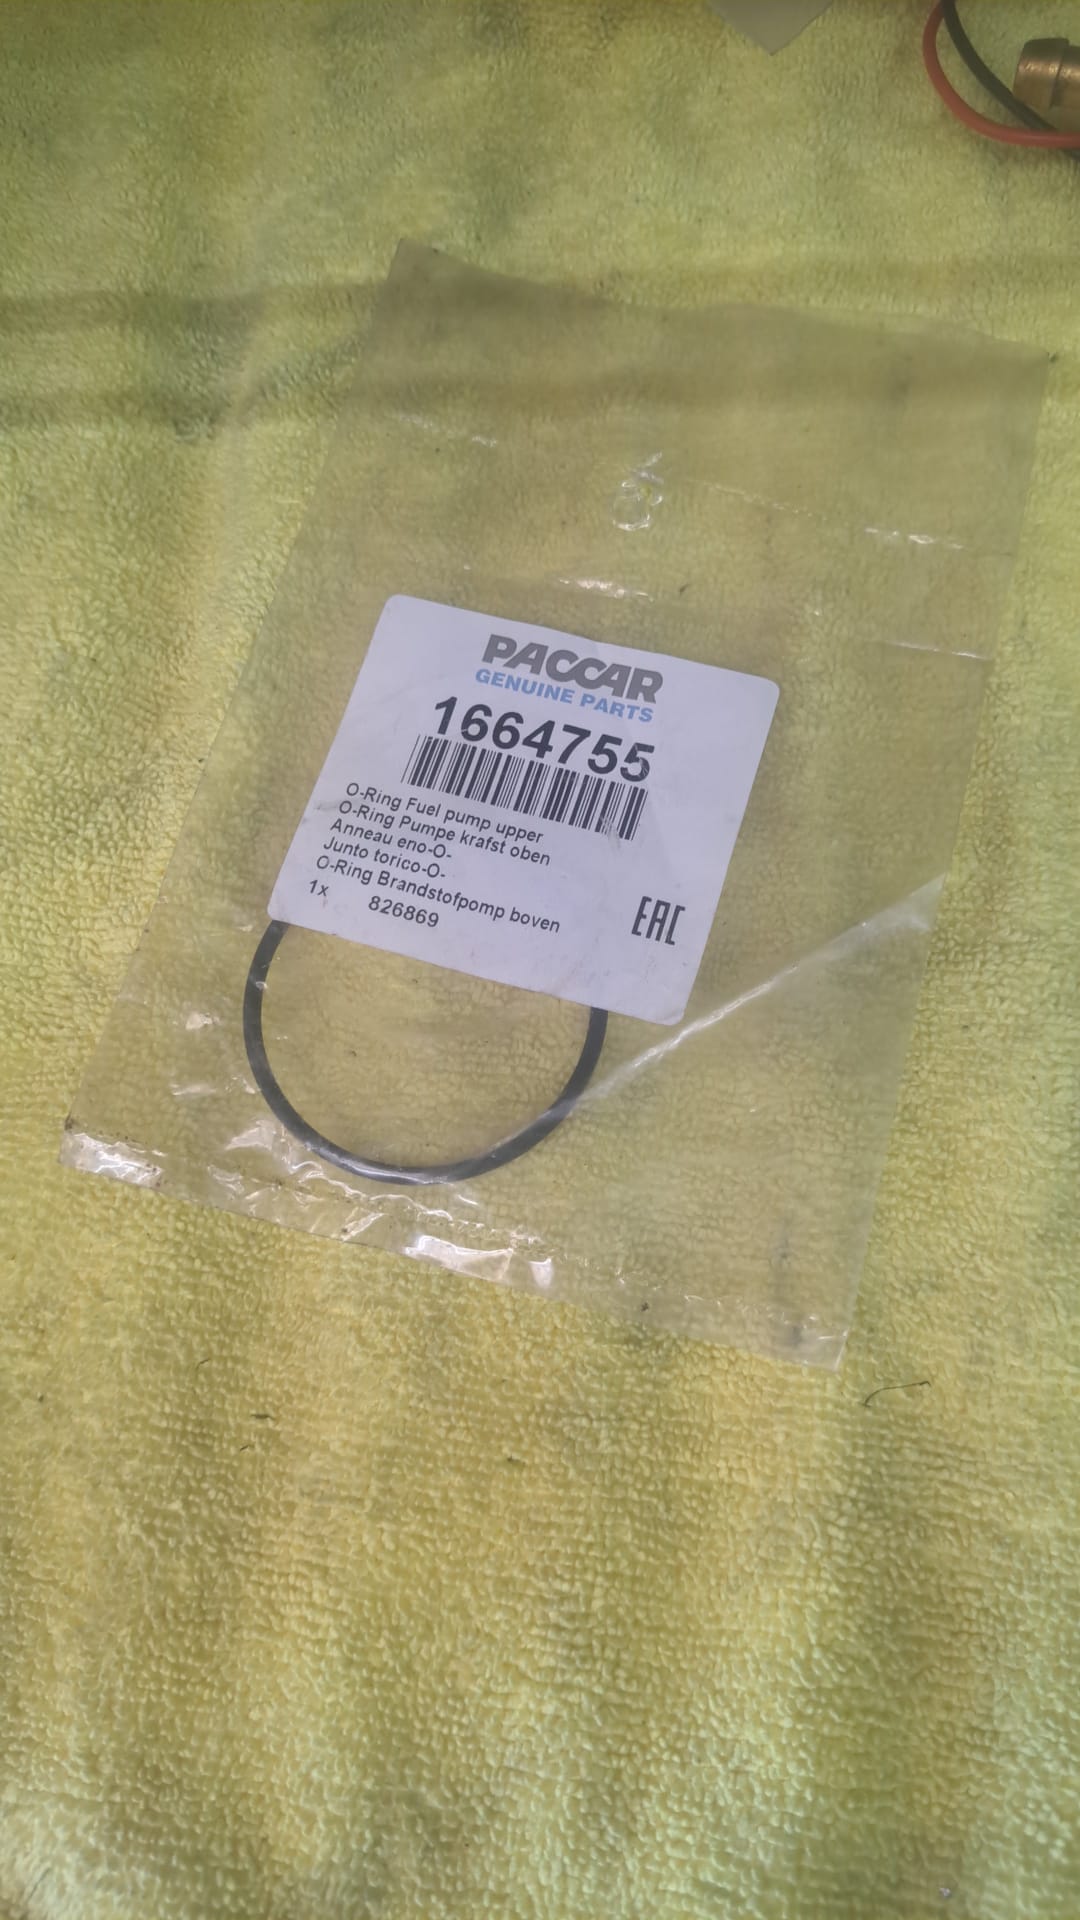 PACCAR
GENUINE PARTS
1664755
O-Ring Fuel pump upper
O-Ring Pumpe krafst oben
Anneau eno-O-
Junto torico-O-
O-Ring Brandstofpomp boven
1x 826869
EAC